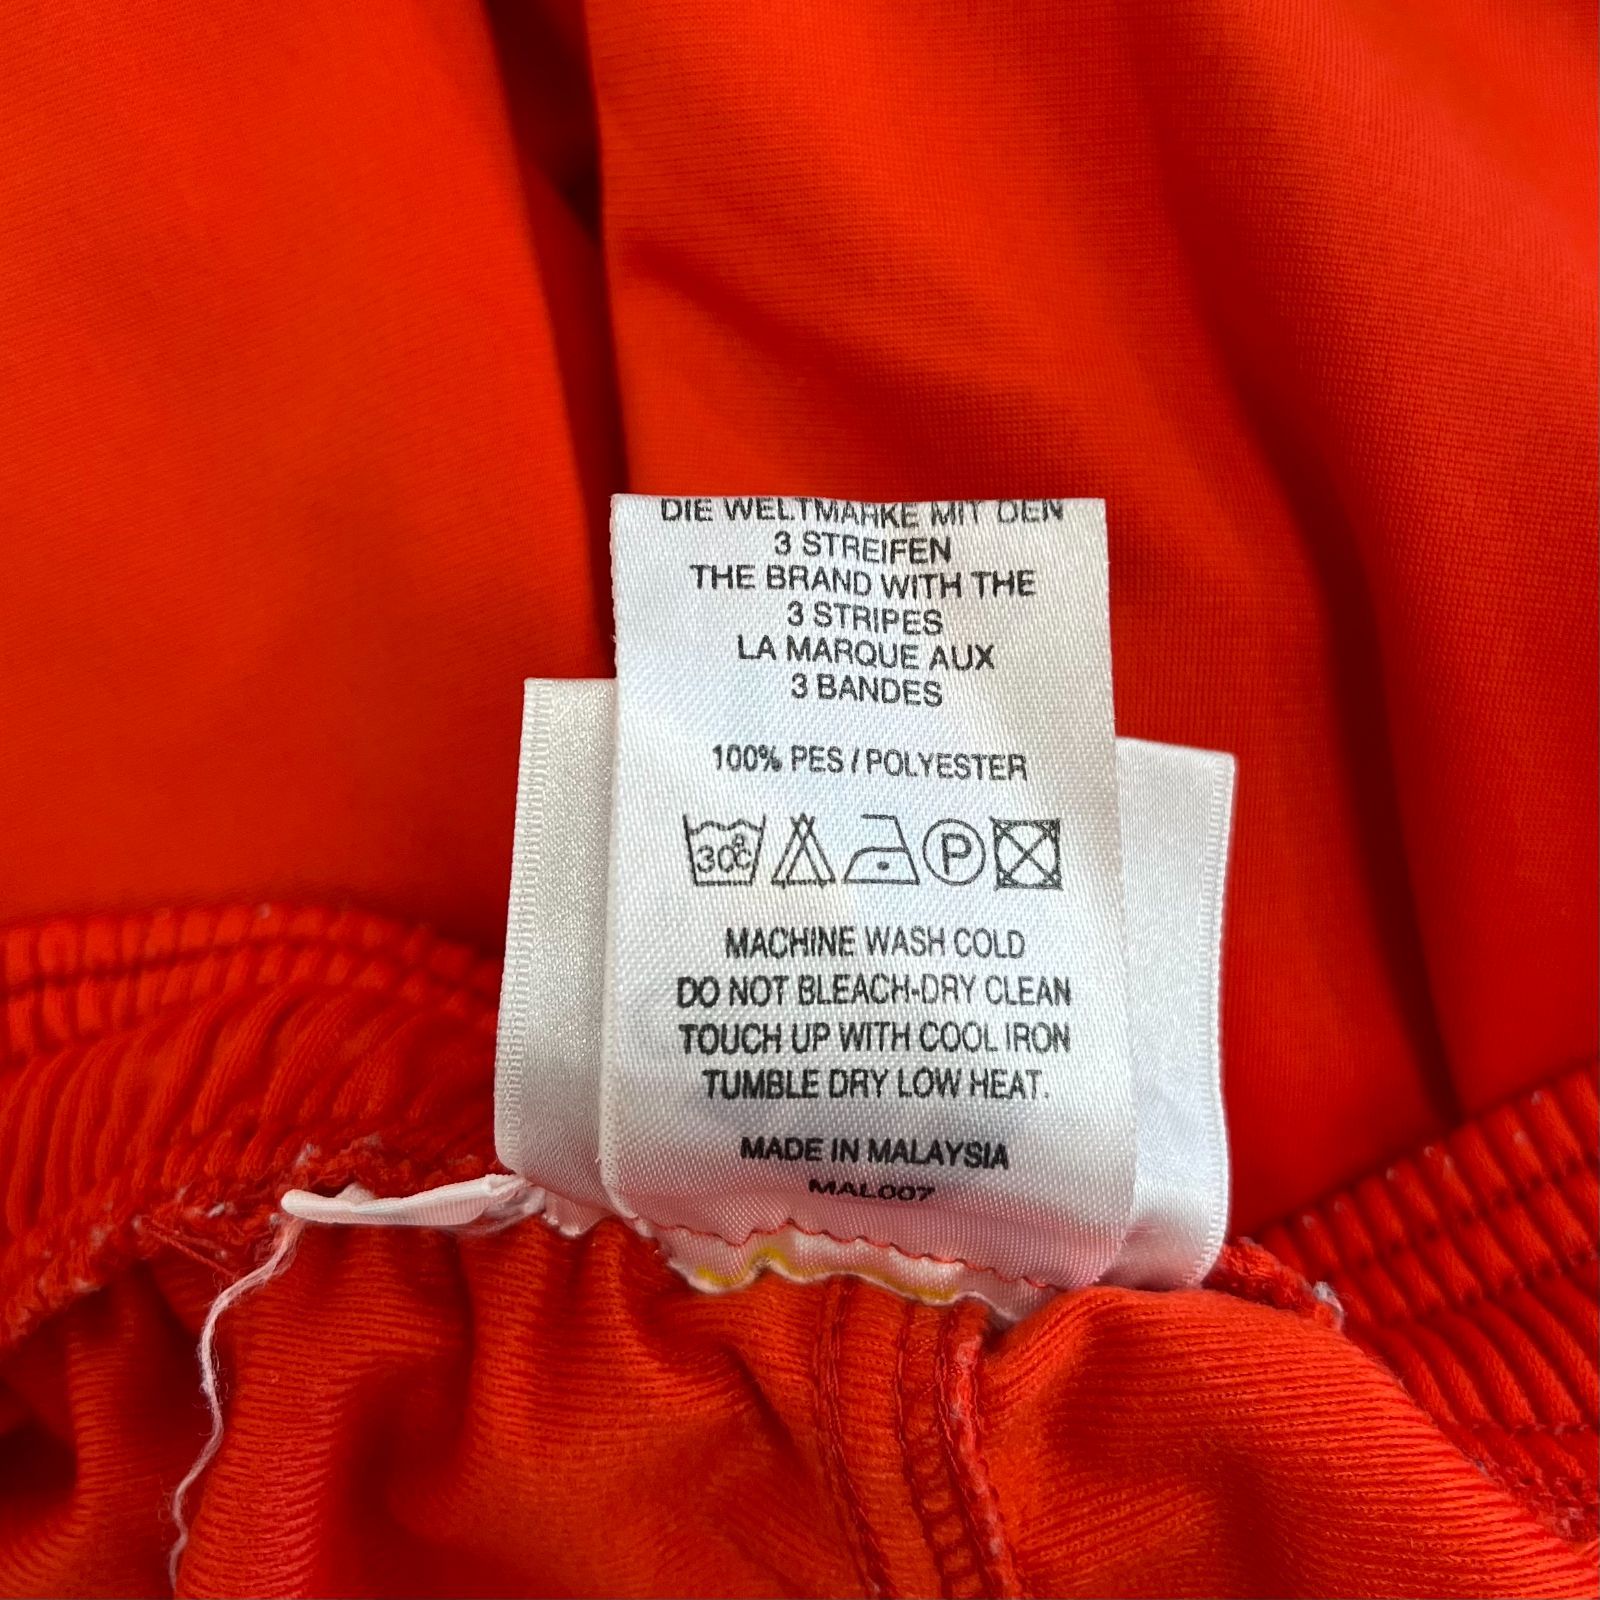 DIE WELTMARKE MIT DEN
3 STREIFEN
THE BRAND WITH THE
3 STRIPES
LA MARQUE AUX
3 BANDES
100% PES / POLYESTER
30°C P
MACHINE WASH COLD
DO NOT BLEACH-DRY CLEAN
TOUCH UP WITH COOL IRON
TUMBLE DRY LOW HEAT.
MADE IN MALAYSIA
MAL007